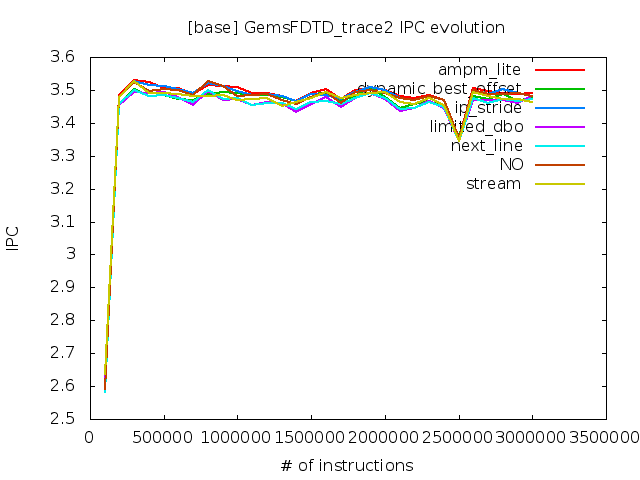 [base] GemsFDTD_trace2 IPC evolution
3.6
3.5
3.4
3.3
3.2
3.1
3
2.9
2.8
2.7
2.6
2.5
IPC
ampm_lite
dynamic_best_offset
ip_stride
limited_dbo
next_line
NO
stream
0 500000 1000000 1500000 2000000 2500000 3000000 3500000
# of instructions